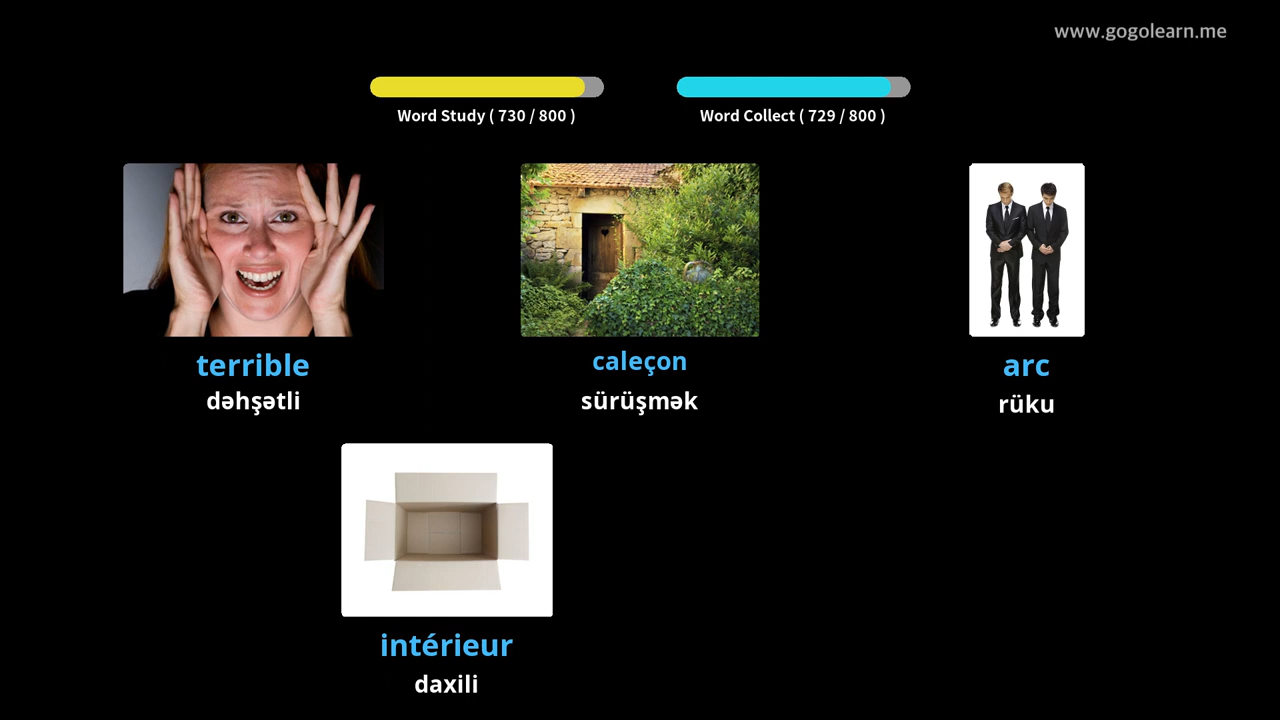 www.gogolearn.me
Word Study ( 730 / 800 )
Word Collect ( 729 / 800 )
terrible
dəhşətli
caleçon
sürüşmək
arc
rüku
intérieur
daxili